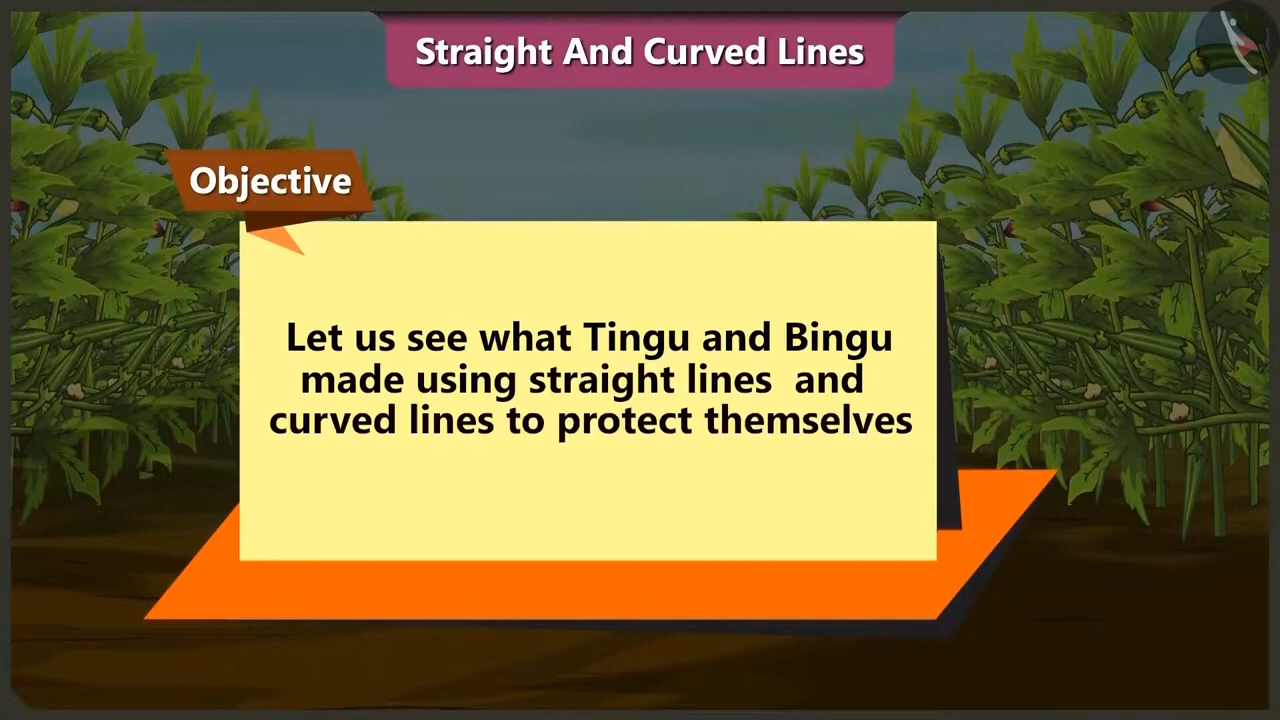 Straight And Curved Lines
Objective
Let us see what Tingu and Bingu
made using straight lines  and
curved lines to protect themselves